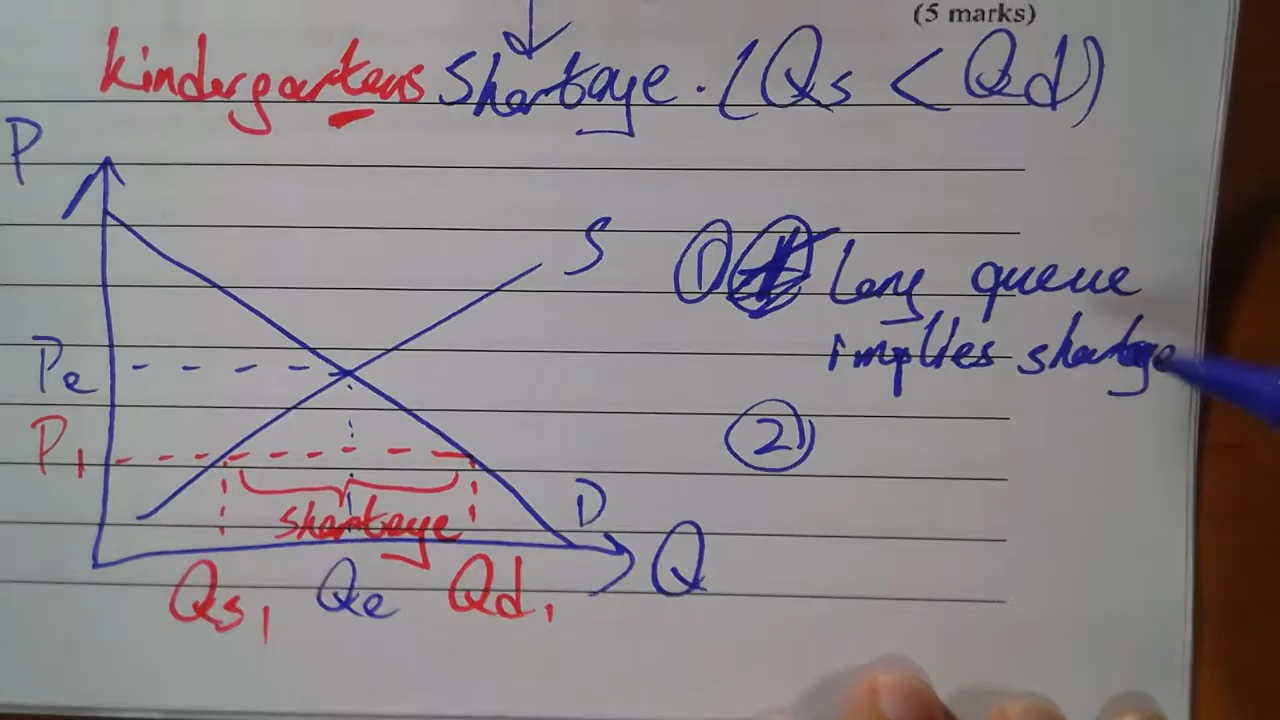 (5 marks)
kindergartens shortage. (Qs < Qd)
P
S
① long queue
implies shortage
Pe
②
P1
shortage
D
Qs1 Qe Qd1 Q